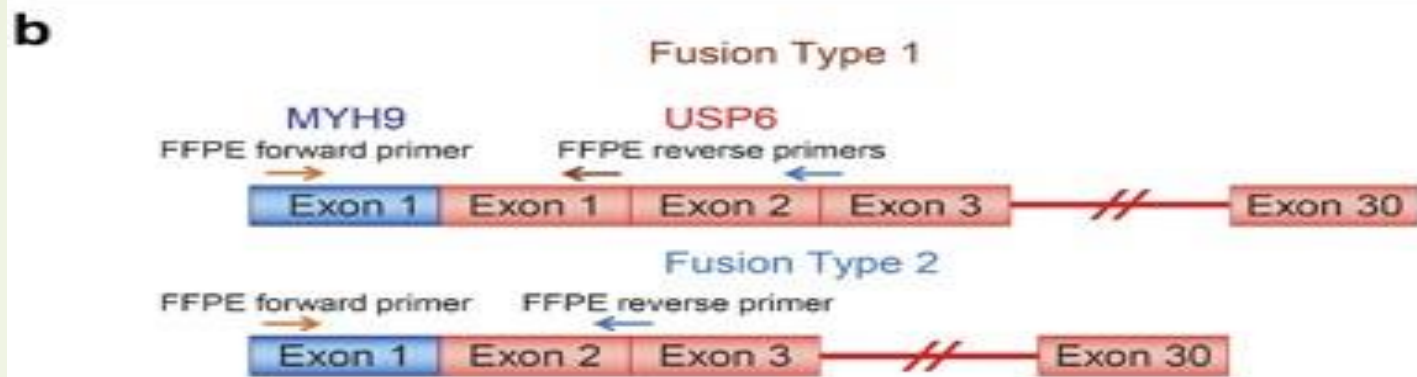 b
Fusion Type 1
MYH9 USP6
FFPE forward primer FFPE reverse primers
Exon 1 Exon 1 Exon 2 Exon 3 Exon 30
Fusion Type 2
FFPE forward primer FFPE reverse primer
Exon 1 Exon 2 Exon 3 Exon 30